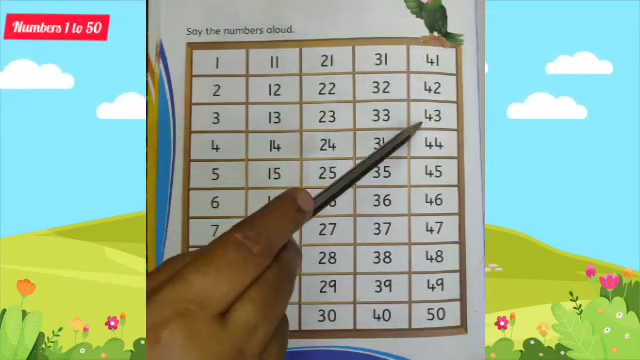 Numbers 1 to 50
Say the numbers aloud.
1 11 21 31 41
2 12 22 32 42
3 13 23 33 43
4 14 24 44
5 15 25 35 45
6 36 46
7 27 37 47
28 38 48
29 39 49
30 40 50